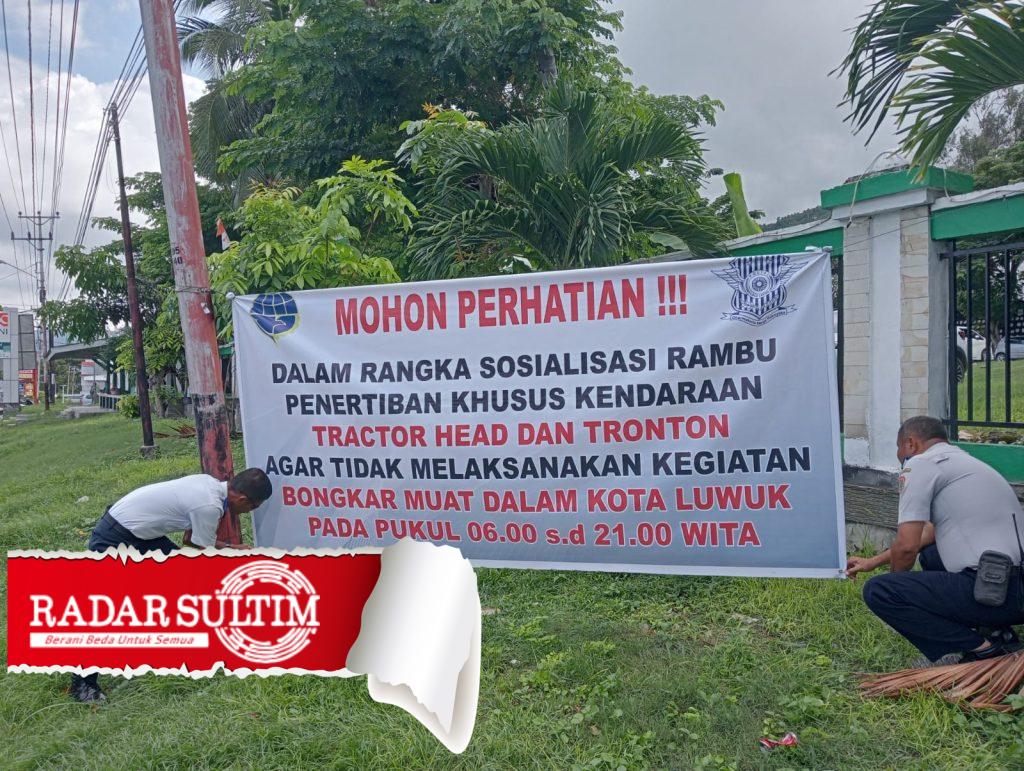 MOHON PERHATIAN !!!
DALAM RANGKA SOSIALISASI RAMBU
PENERTIBAN KHUSUS KENDARAAN
TRACTOR HEAD DAN TRONTON
AGAR TIDAK MELAKSANAKAN KEGIATAN
BONGKAR MUAT DALAM KOTA LUWUK
PADA PUKUL 06.00 s.d 21.00 WITA
RADAR SULTIM
Berani Beda Untuk Semua